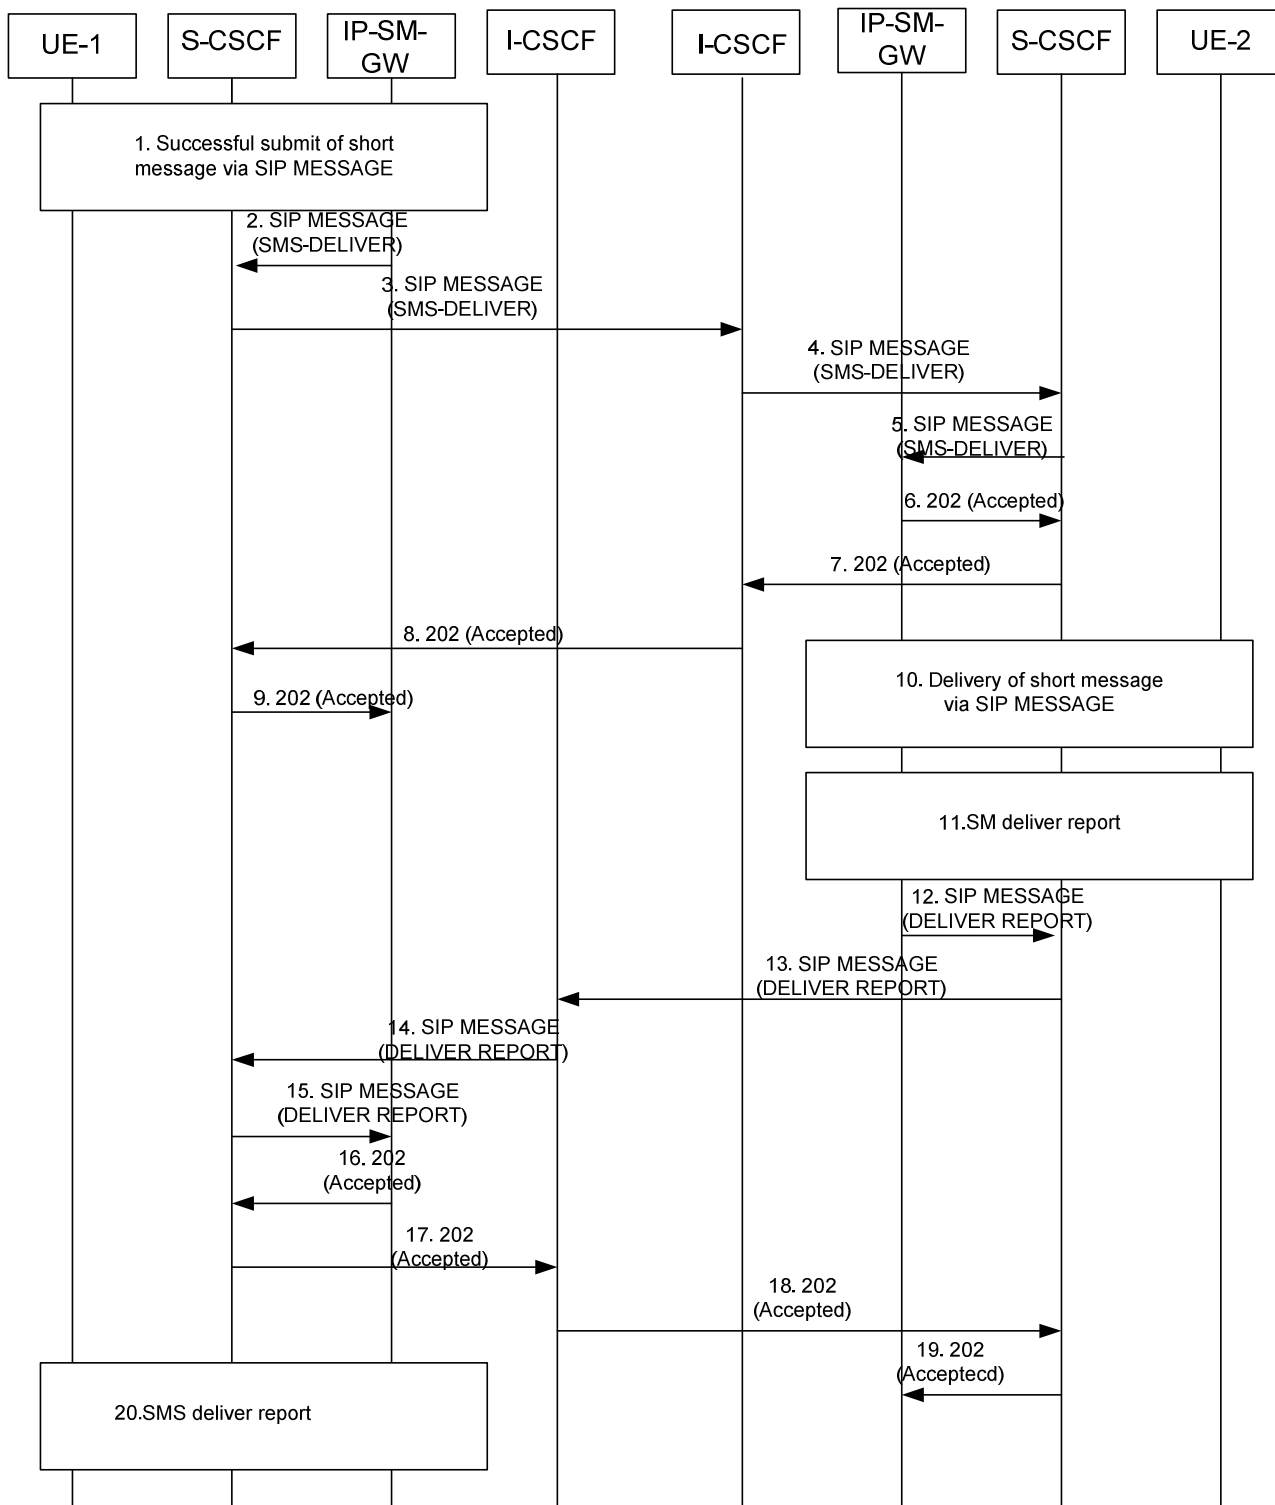 UE-1
S-CSCF
IP-SM-
GW
I-CSCF
I-CSCF
IP-SM-
GW
S-CSCF
UE-2
1. Successful submit of short
message via SIP MESSAGE
2. SIP MESSAGE
(SMS-DELIVER)
3. SIP MESSAGE
(SMS-DELIVER)
4. SIP MESSAGE
(SMS-DELIVER)
5. SIP MESSAGE
(SMS-DELIVER)
6. 202 (Accepted)
7. 202 (Accepted)
8. 202 (Accepted)
9. 202 (Accepted)
10. Delivery of short message
via SIP MESSAGE
11.SM deliver report
12. SIP MESSAGE
(DELIVER REPORT)
13. SIP MESSAGE
(DELIVER REPORT)
14. SIP MESSAGE
(DELIVER REPORT)
15. SIP MESSAGE
(DELIVER REPORT)
16. 202
(Accepted)
17. 202
(Accepted)
18. 202
(Accepted)
19. 202
(Acceptecd)
20.SMS deliver report